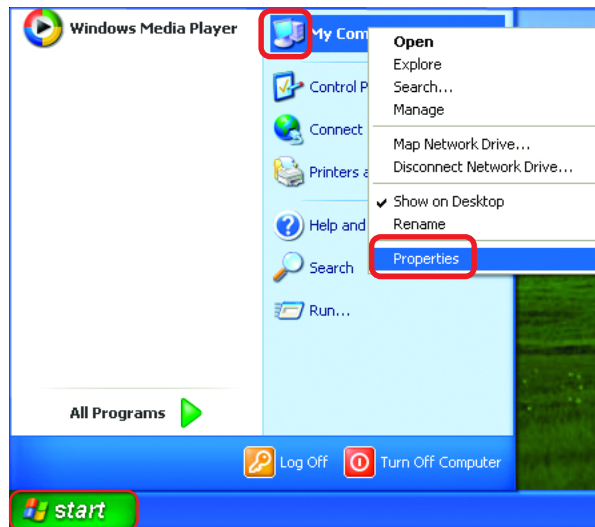 Windows Media Player
My Com
Control P
Connect
Printers a
Help and
Search
Run...
Open
Explore
Search...
Manage
Map Network Drive...
Disconnect Network Drive...
Show on Desktop
Rename
Properties
All Programs
Log Off
Turn Off Computer
start